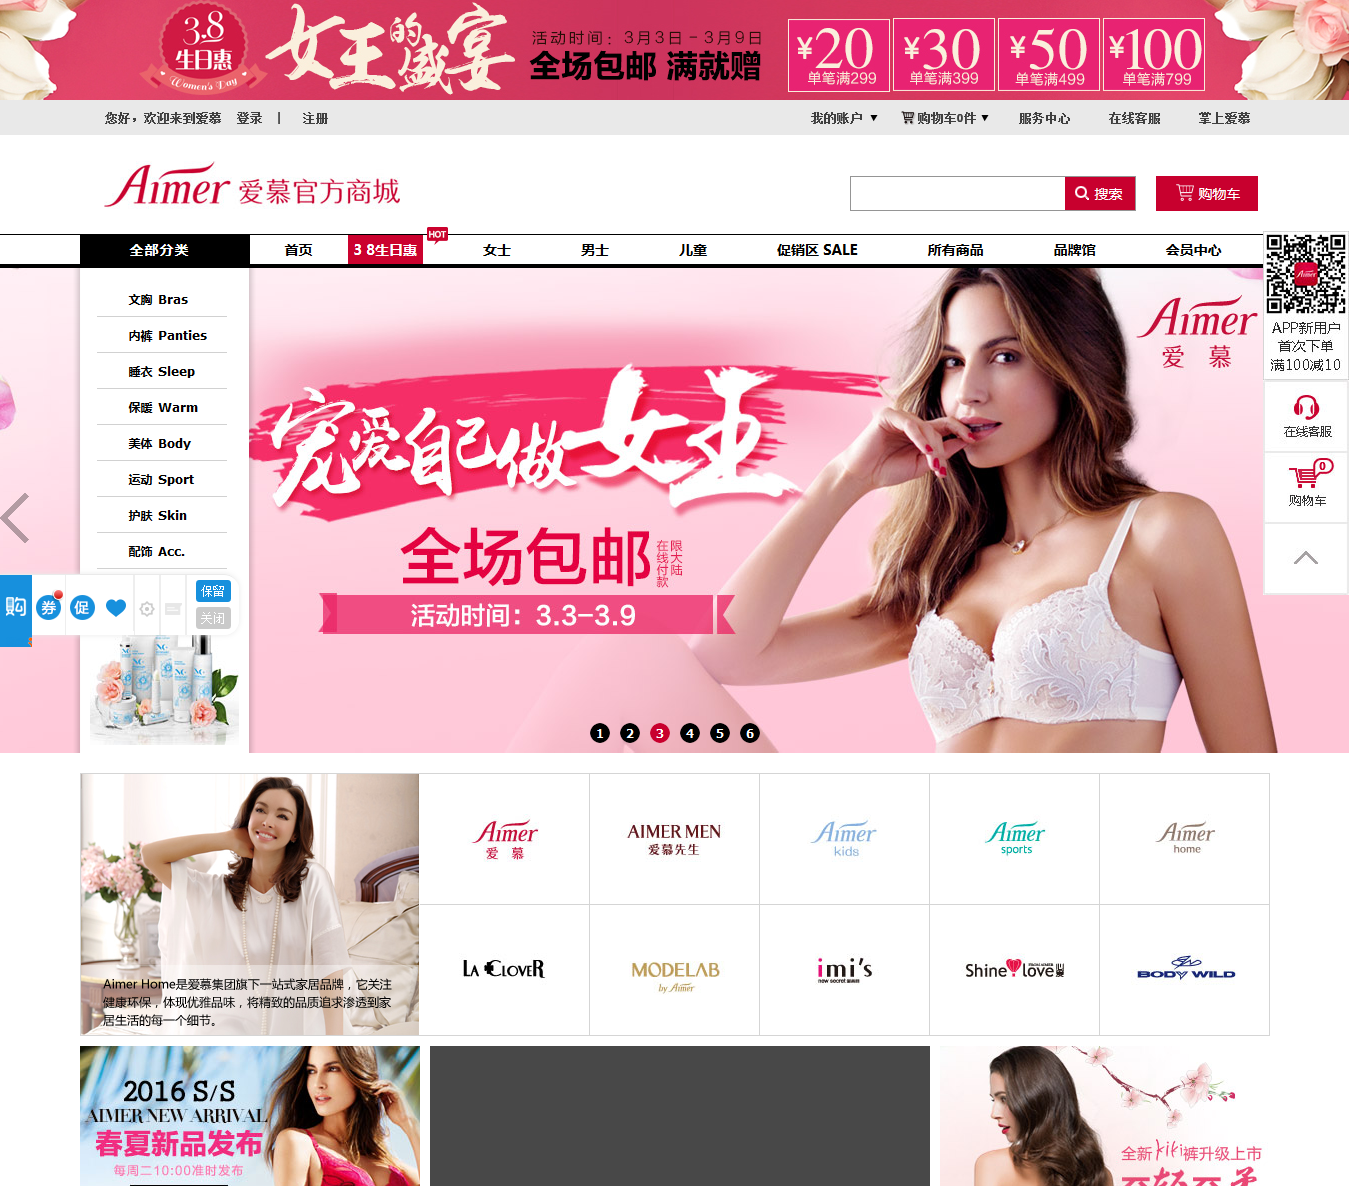 3.8
生日惠
Women's Day
女王的盛宴
活动时间：3月3日-3月9日
全场包邮 满就赠
¥20
单笔满299
¥30
单笔满399
¥50
单笔满499
¥100
单笔满799
您好，欢迎来到爱慕 登录 | 注册
我的账户 购物车0件 服务中心 在线客服 掌上爱慕
Aimer 爱慕官方商城
搜索 购物车
HOT
全部分类 首页 3 8生日惠 女士 男士 儿童 促销区 SALE 所有商品 品牌馆 会员中心
文胸 Bras
内裤 Panties
睡衣 Sleep
保暖 Warm
美体 Body
运动 Sport
护肤 Skin
配饰 Acc.
Aimer
爱 慕
宠爱自己做女王
全场包邮
限大陆
在线付款
活动时间：3.3-3.9
1 2 3 4 5 6
Aimer
APP新用户
首次下单
满100减10
在线客服
0
购物车
购 券 促 保留
关闭
Aimer Home是爱慕集团旗下一站式家居品牌，它关注
健康环保，体现优雅品味，将精致的品质追求渗透到家
居生活的每一个细节。
Aimer
爱 慕
AIMER MEN
爱慕先生
Aimer
kids
Aimer
sports
Aimer
home
LA CLOVER
MODELAB
by Aimer
imi's
Shine love
BODY WILD
2016 S/S
AIMER NEW ARRIVAL
春夏新品发布
每周二10:00准时发布
全新kiki裤升级上市